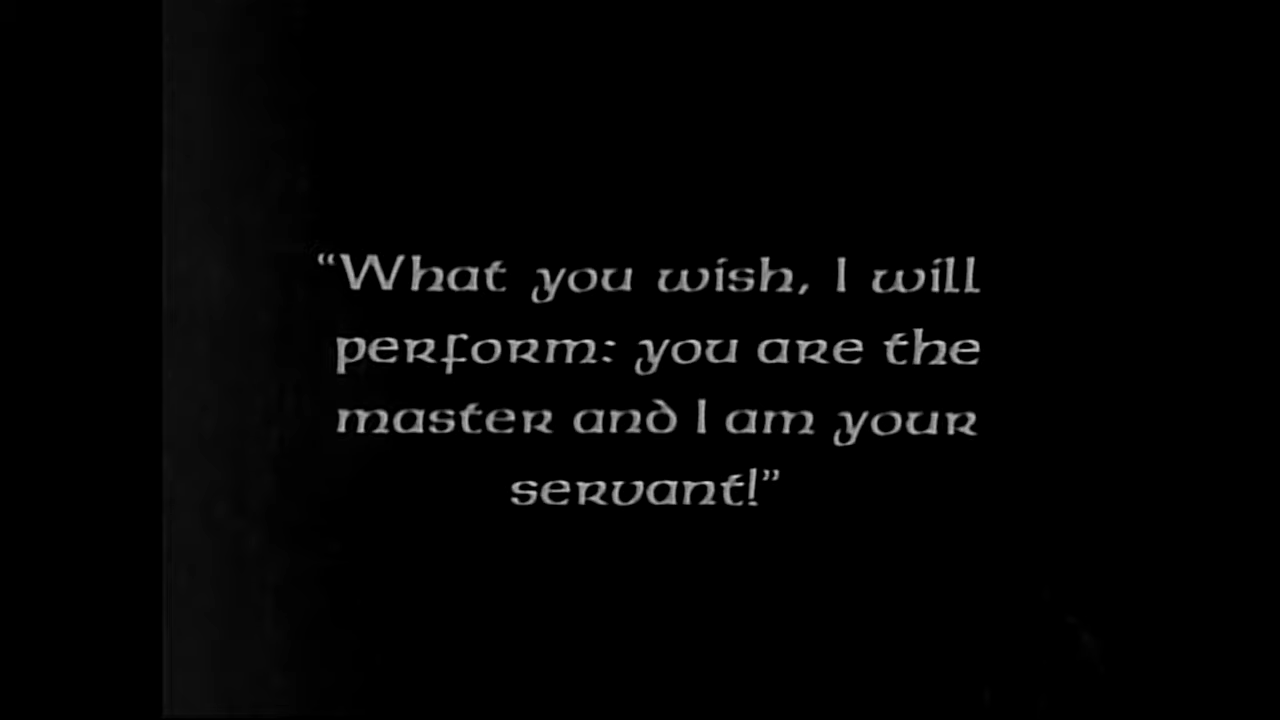 “What you wish, I will
perform: you are the
master and I am your
servant!”